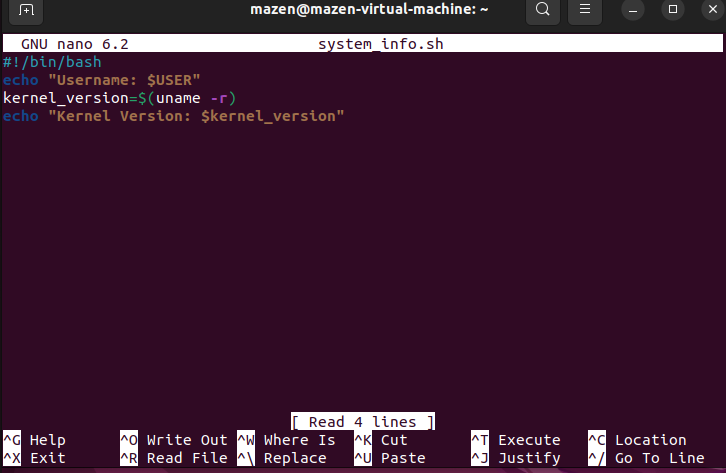 mazen@mazen-virtual-machine: ~
GNU nano 6.2 system_info.sh
#!/bin/bash
echo "Username: $USER"
kernel_version=$(uname -r)
echo "Kernel Version: $kernel_version"
[ Read 4 lines ]
^G Help ^O Write Out ^W Where Is ^K Cut ^T Execute ^C Location
^X Exit ^R Read File ^\ Replace ^U Paste ^J Justify ^/ Go To Line